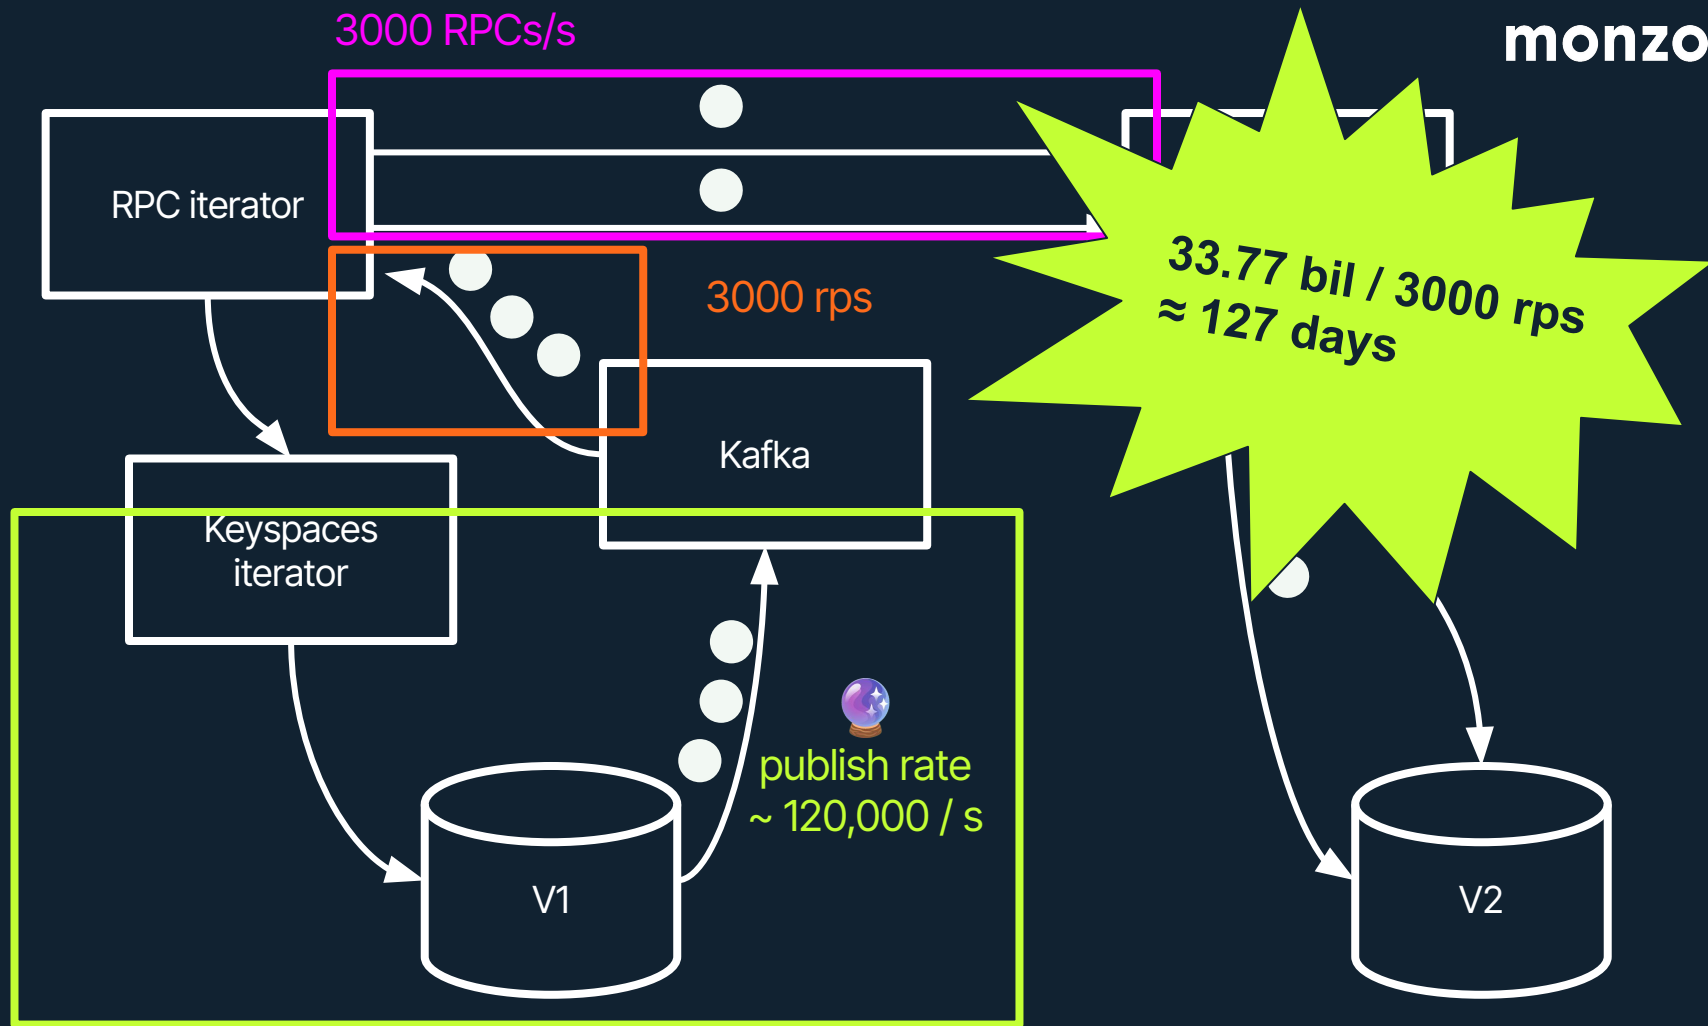 3000 RPCs/s
monzo
RPC iterator
3000 rps
33.77 bil / 3000 rps
≈ 127 days
Kafka
Keyspaces
iterator
publish rate
~ 120,000 / s
V1
V2